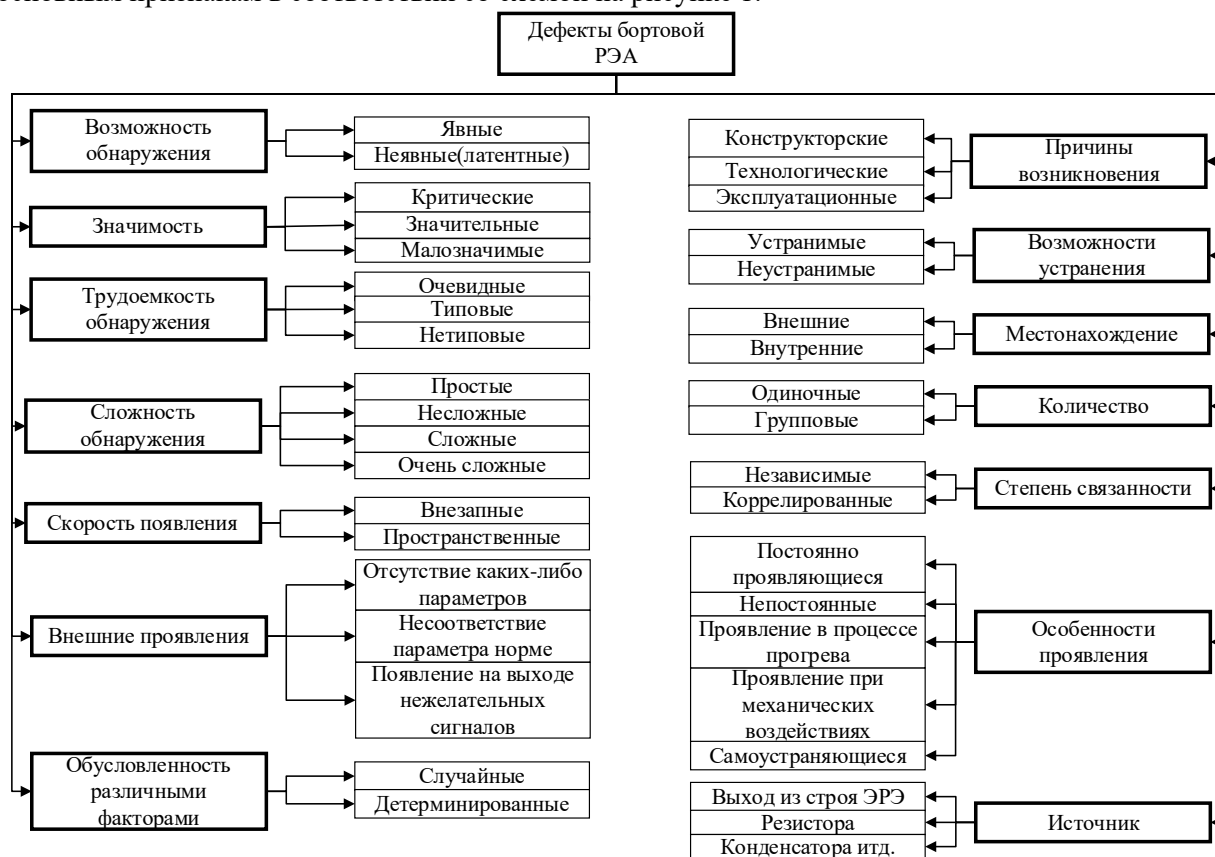 Дефекты бортовой
РЭА
Возможность
обнаружения
Явные
Неявные(латентные)
Значимость
Критические
Значительные
Малозначимые
Трудоемкость
обнаружения
Очевидные
Типовые
Нетиповые
Сложность
обнаружения
Простые
Несложные
Сложные
Очень сложные
Скорость появления
Внезапные
Пространственные
Внешние проявления
Отсутствие каких-либо
параметров
Несоответствие
параметра норме
Появление на выходе
нежелательных
сигналов
Обусловленность
различными
факторами
Случайные
Детерминированные
Конструкторские
Технологические
Эксплуатационные
Причины
возникновения
Устранимые
Неустранимые
Возможности
устранения
Внешние
Внутренние
Местонахождение
Одиночные
Групповые
Количество
Независимые
Коррелированные
Степень связанности
Постоянно
проявляющиеся
Непостоянные
Проявление в процессе
прогрева
Проявление при
механических
воздействиях
Самоустраняющиеся
Особенности
проявления
Выход из строя ЭРЭ
Резистора
Конденсатора итд.
Источник